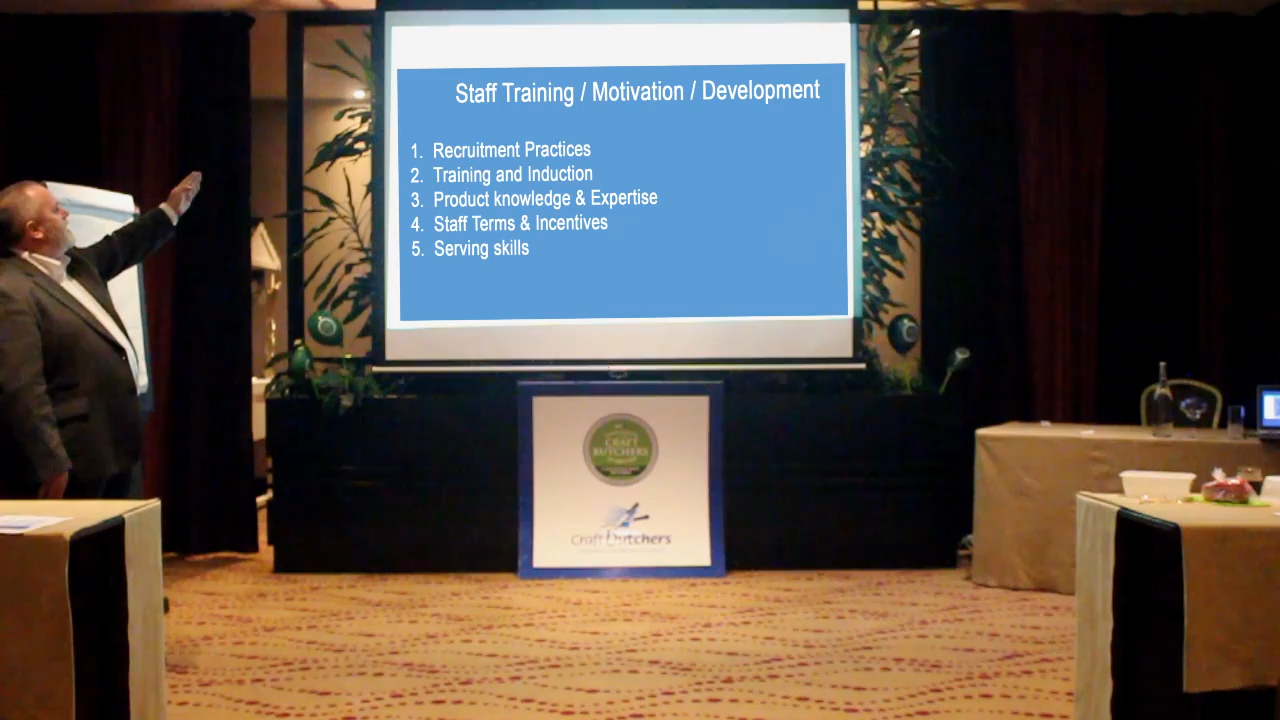 Staff Training / Motivation / Development
1. Recruitment Practices
2. Training and Induction
3. Product knowledge & Expertise
4. Staff Terms & Incentives
5. Serving skills
CRAFT
BUTCHERS
Craft Butchers